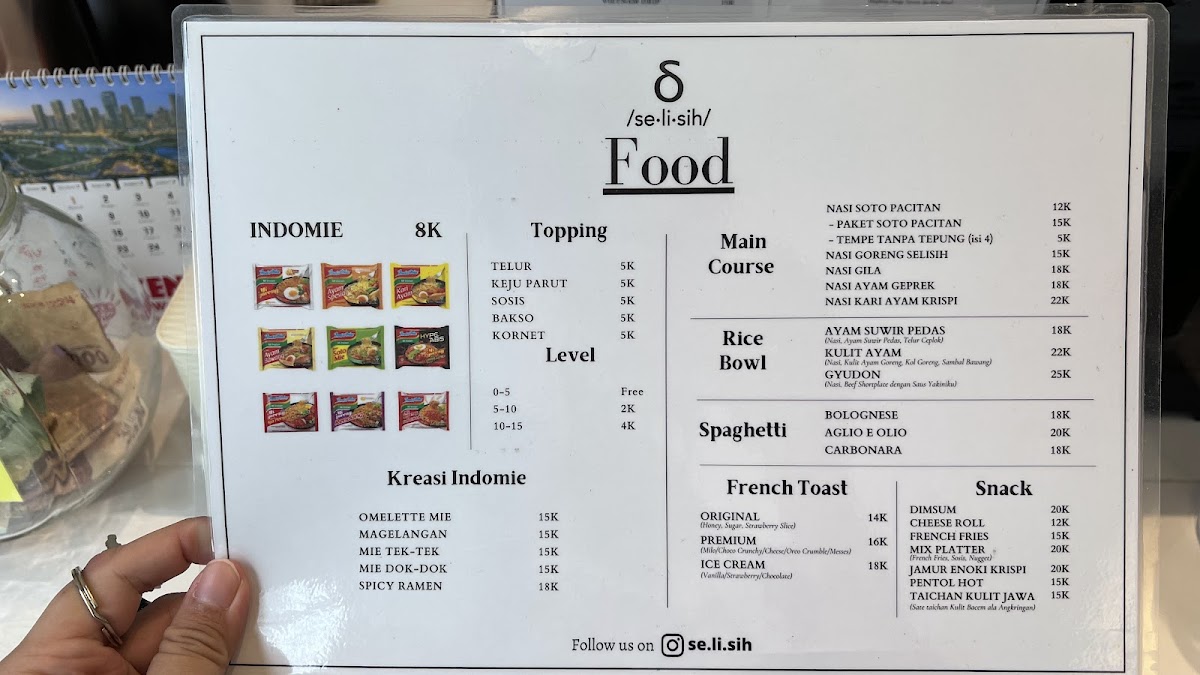 δ
/se·li·sih/
Food
INDOMIE 8K
Topping
TELUR 5K
KEJU PARUT 5K
SOSIS 5K
BAKSO 5K
KORNET 5K
Level
0-5 Free
5-10 2K
10-15 4K
Kreasi Indomie
OMELETTE MIE 15K
MAGELANGAN 15K
MIE TEK-TEK 15K
MIE DOK-DOK 15K
SPICY RAMEN 18K
Main
Course
NASI SOTO PACITAN 12K
- PAKET SOTO PACITAN 15K
- TEMPE TANPA TEPUNG (isi 4) 5K
NASI GORENG SELISIH 15K
NASI GILA 18K
NASI AYAM GEPREK 18K
NASI KARI AYAM KRISPI 22K
Rice
Bowl
AYAM SUWIR PEDAS 18K
(Nasi, Ayam Suwir Pedas, Telur Ceplok)
KULIT AYAM 22K
(Nasi, Kulit Ayam Goreng, Kol Goreng, Sambal Bawang)
GYUDON 25K
(Nasi, Beef Shortplate dengan Saus Yakiniku)
Spaghetti
BOLOGNESE 18K
AGLIO E OLIO 20K
CARBONARA 18K
French Toast
ORIGINAL 14K
(Honey, Sugar, Strawberry Slice)
PREMIUM 16K
(Milo/Choco Crunchy/Cheese/Oreo Crumble/Messes)
ICE CREAM 18K
(Vanilla/Strawberry/Chocolate)
Snack
DIMSUM 20K
CHEESE ROLL 12K
FRENCH FRIES 15K
MIX PLATTER 20K
(French Fries, Sosis, Nugget)
JAMUR ENOKI KRISPI 20K
PENTOL HOT 15K
TAICHAN KULIT JAWA 15K
(Sate taichan Kulit Bacem ala Angkringan)
Follow us on se.li.sih